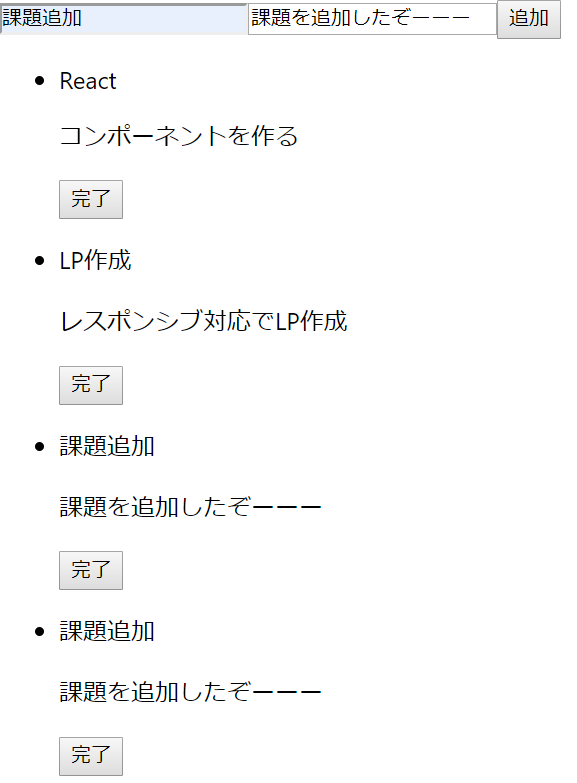 課題追加 課題を追加したぞーーー 追加
React
コンポーネントを作る
完了
LP作成
レスポンシブ対応でLP作成
完了
課題追加
課題を追加したぞーーー
完了
課題追加
課題を追加したぞーーー
完了